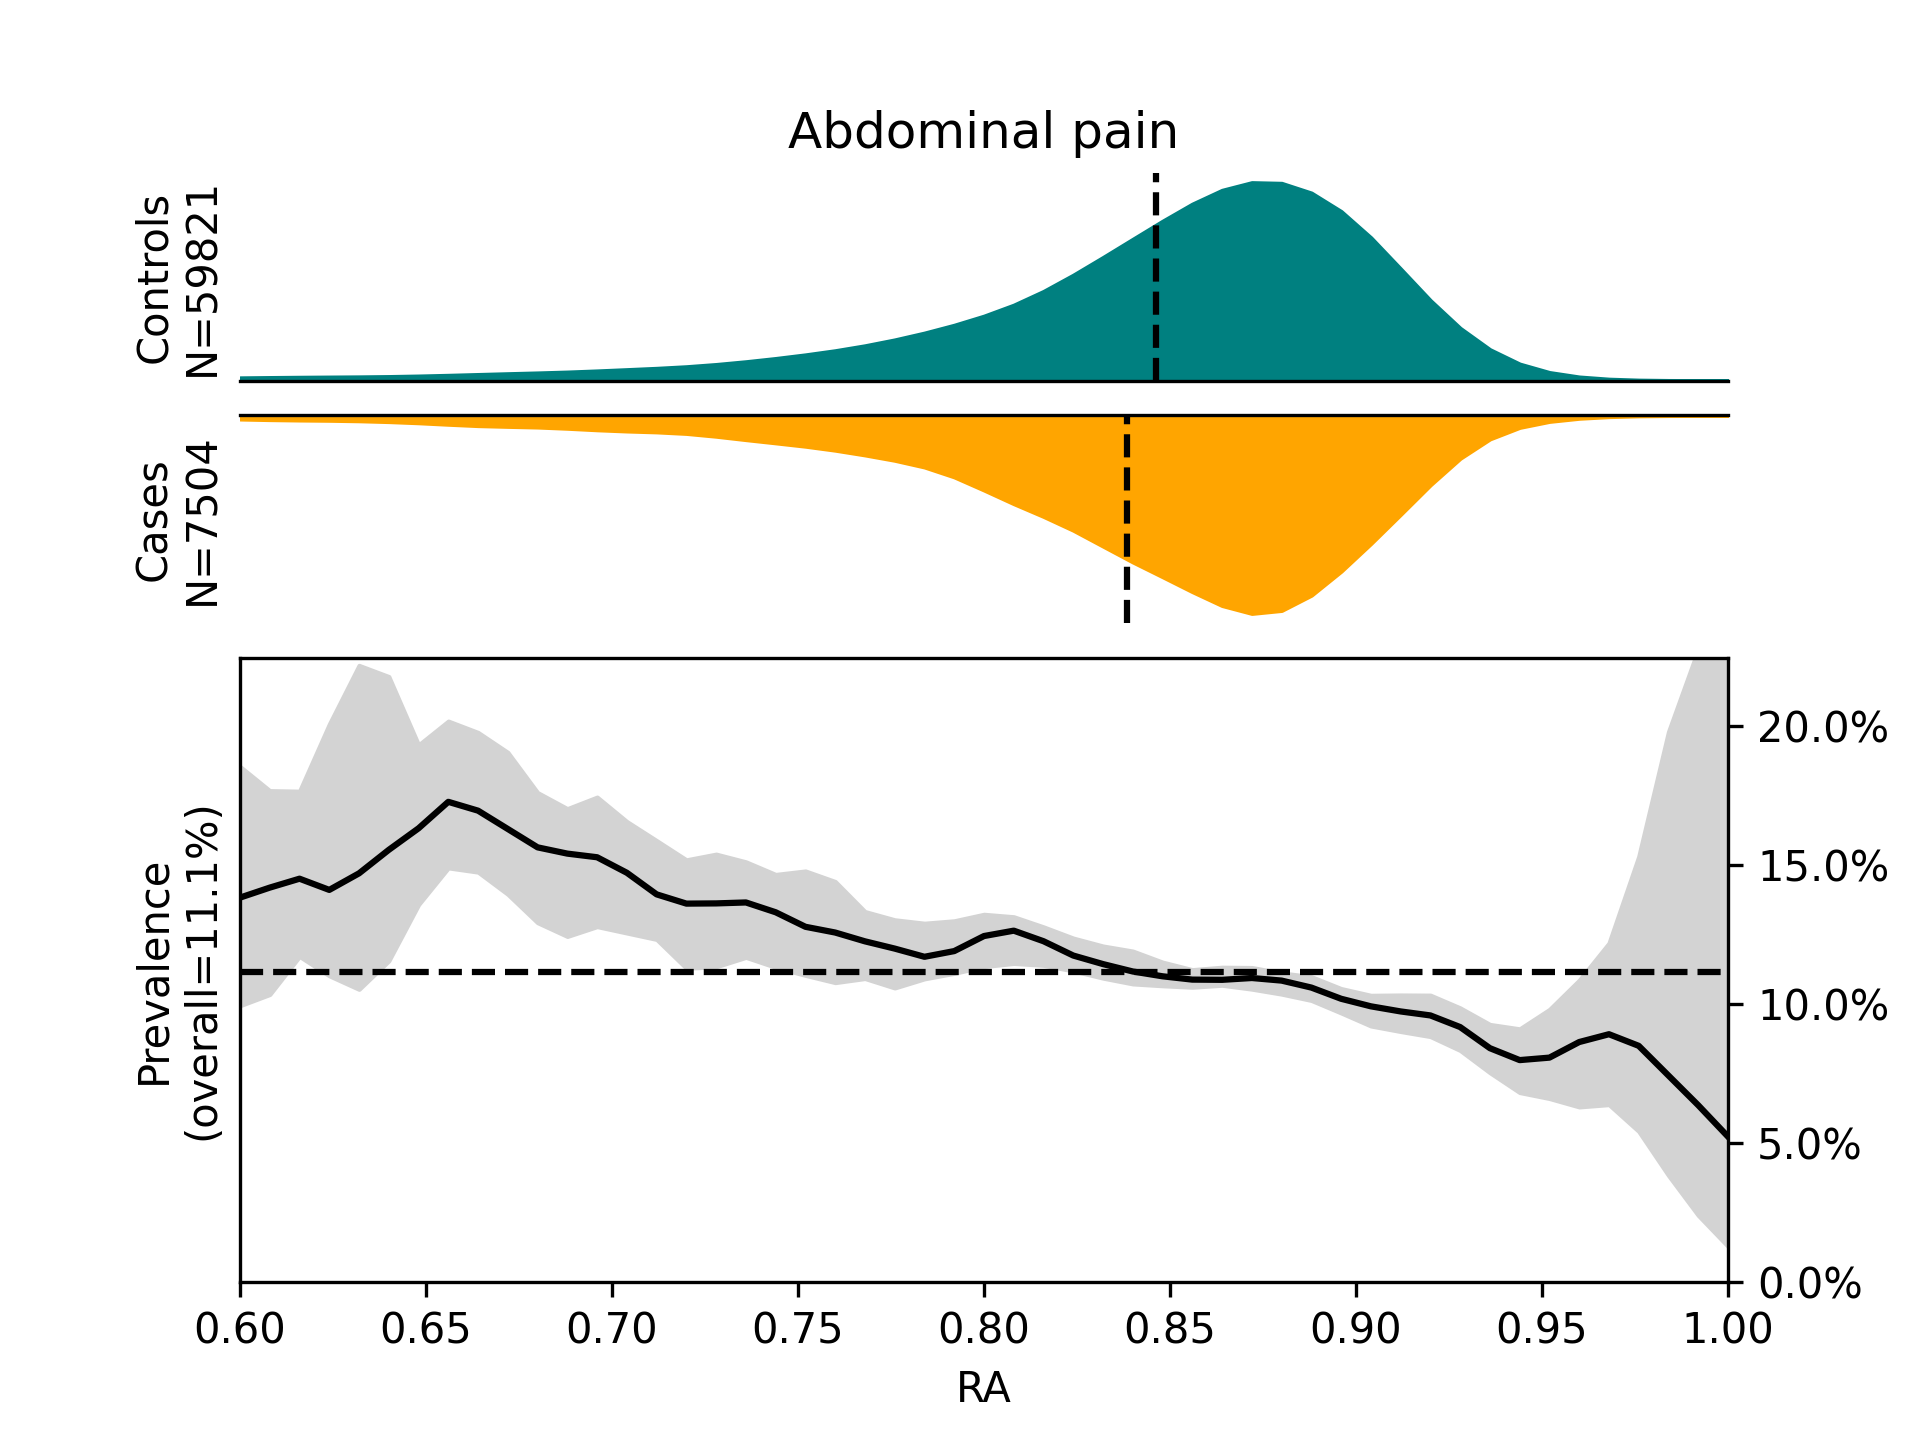 Abdominal pain
Controls
N=59821
Cases
N=7504
Prevalence
(overall=11.1%)
20.0%
15.0%
10.0%
5.0%
0.0%
0.60 0.65 0.70 0.75 0.80 0.85 0.90 0.95 1.00
RA